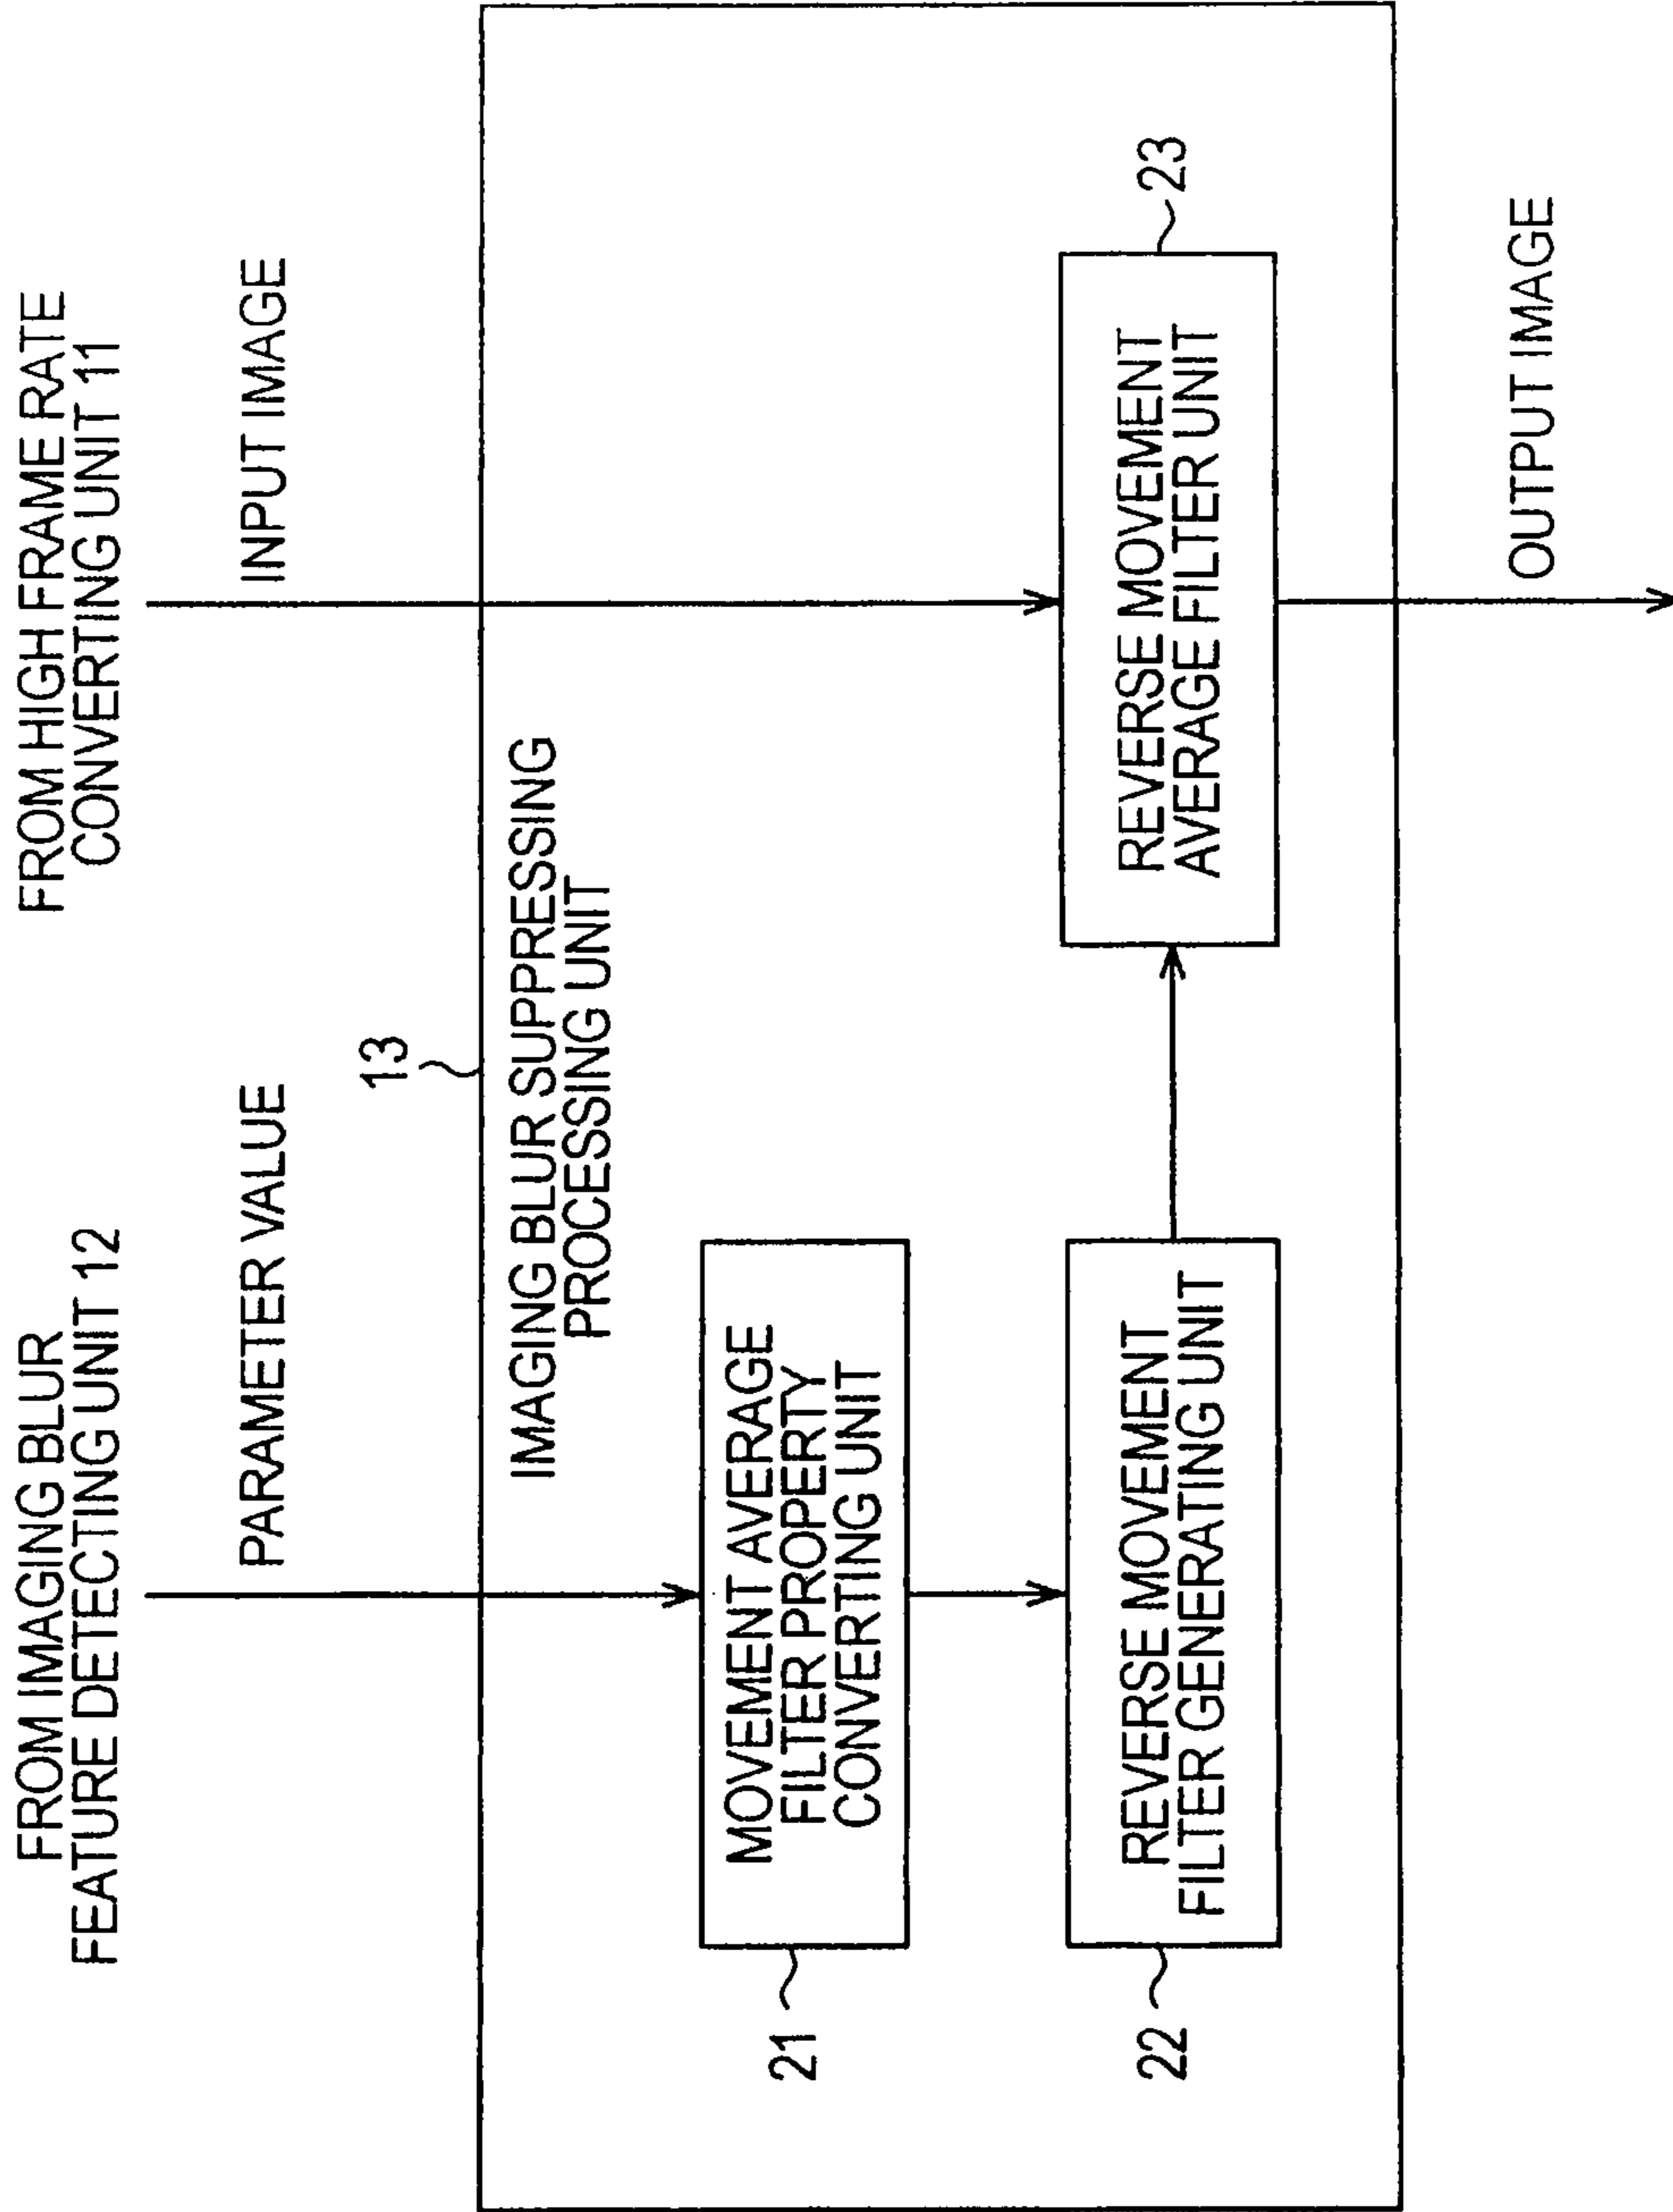 FROM IMAGING BLUR
FEATURE DETECTING UNIT 12
PARAMETER VALUE
FROM HIGH FRAME RATE
CONVERTING UNIT 11
INPUT IMAGE
13
IMAGING BLUR SUPPRESSING
PROCESSING UNIT
21
MOVEMENT AVERAGE
FILTER PROPERTY
CONVERTING UNIT
22
REVERSE MOVEMENT
FILTER GENERATING UNIT
REVERSE MOVEMENT
AVERAGE FILTER UNIT
23
OUTPUT IMAGE